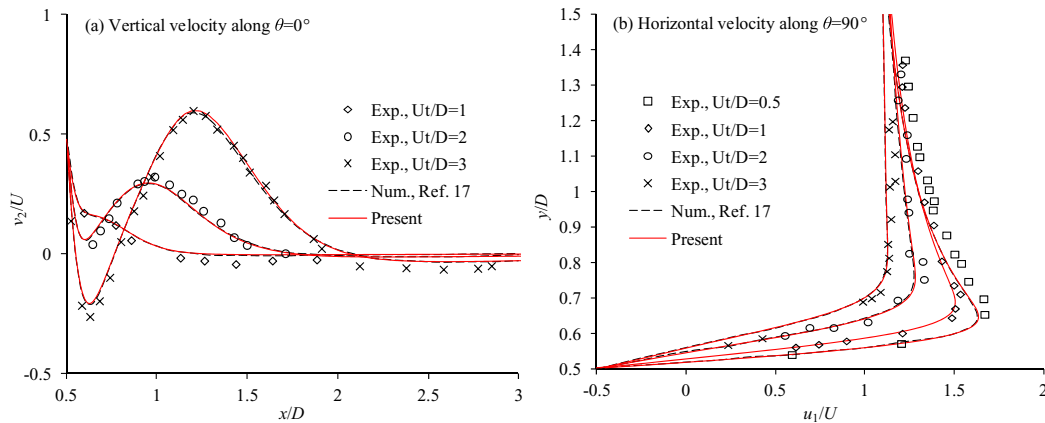 (a) Vertical velocity along θ=0°
1
0.5
0
-0.5
v₂/U
0.5
1
1.5
2
2.5
3
x/D
Exp., Ut/D=1
Exp., Ut/D=2
Exp., Ut/D=3
Num., Ref. 17
Present
(b) Horizontal velocity along θ=90°
1.5
1.4
1.3
1.2
1.1
1
0.9
0.8
0.7
0.6
0.5
y/D
-0.5
0
0.5
1
1.5
2
u₁/U
Exp., Ut/D=0.5
Exp., Ut/D=1
Exp., Ut/D=2
Exp., Ut/D=3
Num., Ref. 17
Present